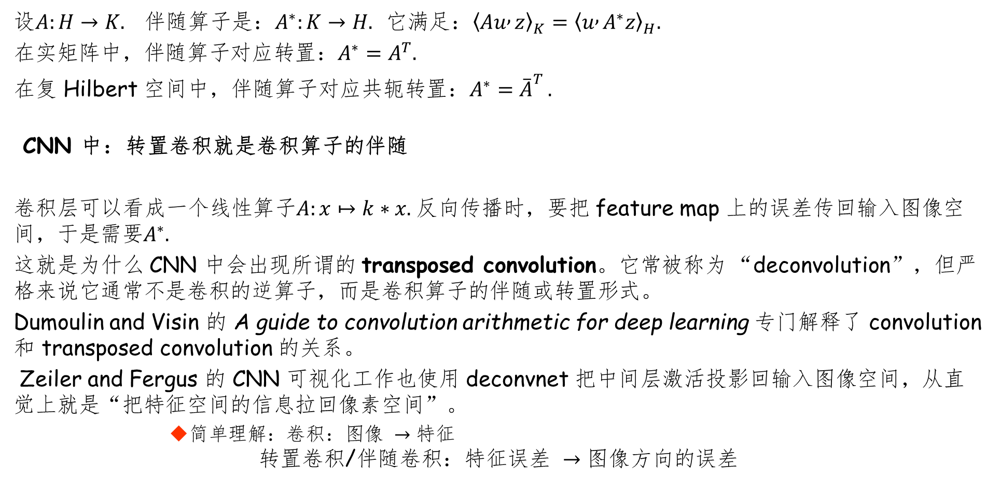 设A: H → K. 伴随算子是：A*: K → H. 它满足：⟨Au, z⟩_K = ⟨u, A*z⟩_H.
在实矩阵中，伴随算子对应转置：A* = A^T.
在复 Hilbert 空间中，伴随算子对应共轭转置：A* = Ā^T.
CNN 中：转置卷积就是卷积算子的伴随
卷积层可以看成一个线性算子A: x ↦ k ∗ x. 反向传播时，要把 feature map 上的误差传回输入图像空
间，于是需要A*.
这就是为什么 CNN 中会出现所谓的 transposed convolution。它常被称为 “deconvolution”，但严
格来说它通常不是卷积的逆算子，而是卷积算子的伴随或转置形式。
Dumoulin and Visin 的 A guide to convolution arithmetic for deep learning 专门解释了 convolution
和 transposed convolution 的关系。
Zeiler and Fergus 的 CNN 可视化工作也使用 deconvnet 把中间层激活投影回输入图像空间，从直
觉上就是“把特征空间的信息拉回像素空间”。
◆简单理解：卷积：图像 → 特征
转置卷积/伴随卷积：特征误差 → 图像方向的误差